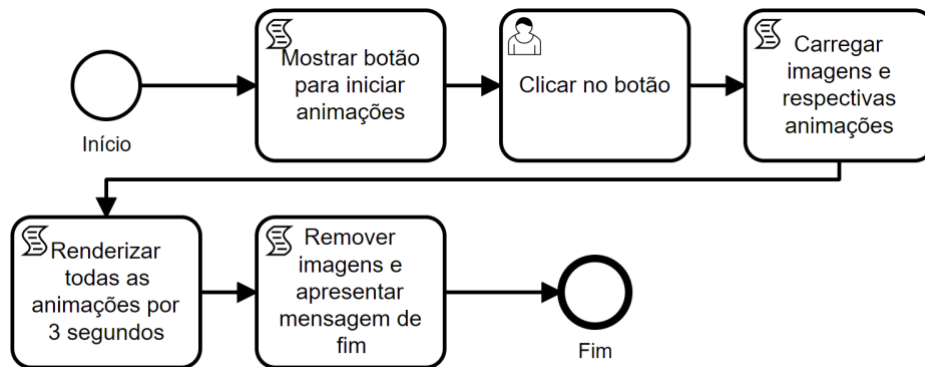 Início
Mostrar botão
para iniciar
animações
Clicar no botão
Carregar
imagens e
respectivas
animações
Renderizar
todas as
animações por
3 segundos
Remover
imagens e
apresentar
mensagem de
fim
Fim